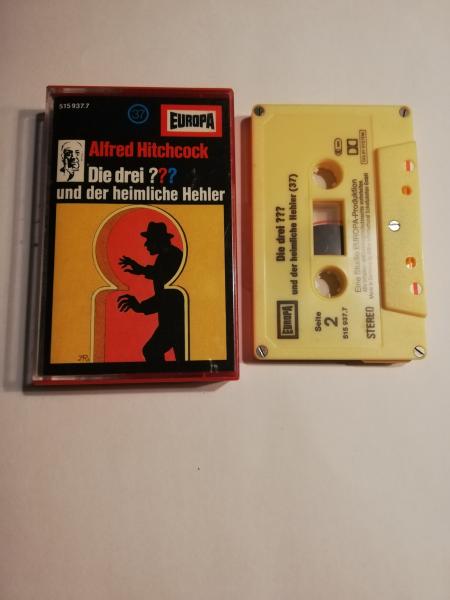 515 937.7
37
EUROPA
Alfred Hitchcock
Die drei ???
und der heimliche Hehler
Die drei ???
und der heimliche Hehler (37)
EUROPA
Seite
2
515 937.7
STEREO
Eine Studio EUROPA-Produktion